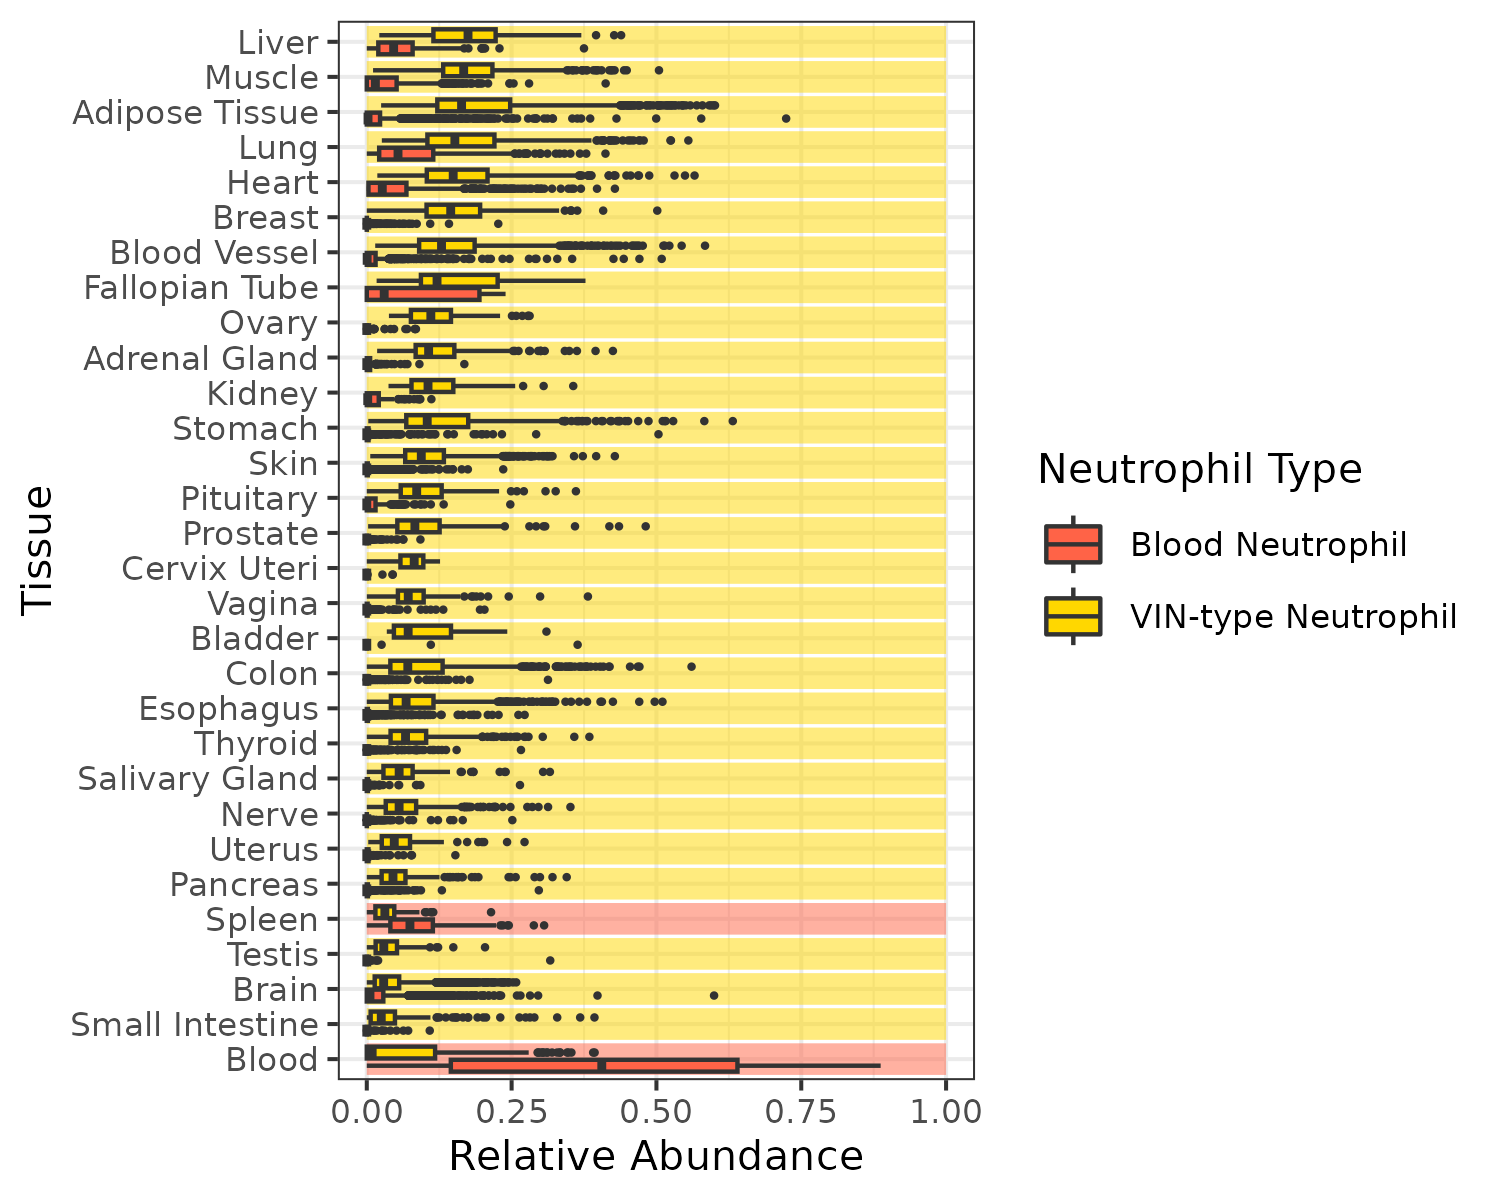 Liver
Muscle
Adipose Tissue
Lung
Heart
Breast
Blood Vessel
Fallopian Tube
Ovary
Adrenal Gland
Kidney
Stomach
Skin
Pituitary
Prostate
Cervix Uteri
Vagina
Bladder
Colon
Esophagus
Thyroid
Salivary Gland
Nerve
Uterus
Pancreas
Spleen
Testis
Brain
Small Intestine
Blood
Tissue
0.00 0.25 0.50 0.75 1.00
Relative Abundance
Neutrophil Type
Blood Neutrophil
VIN-type Neutrophil